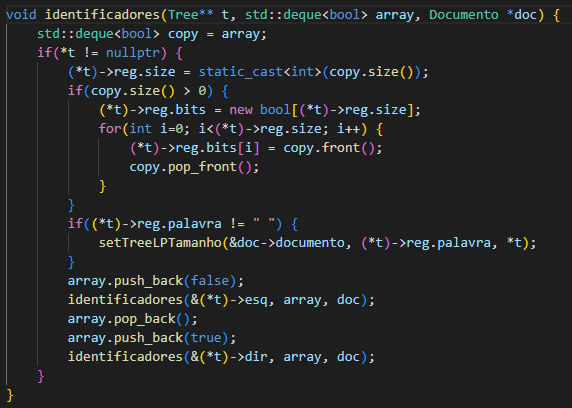 void identificadores(Tree** t, std::deque<bool> array, Documento *doc) {
    std::deque<bool> copy = array;
    if(*t != nullptr) {
        (*t)->reg.size = static_cast<int>(copy.size());
        if(copy.size() > 0) {
            (*t)->reg.bits = new bool[(*t)->reg.size];
            for(int i=0; i<(*t)->reg.size; i++) {
                (*t)->reg.bits[i] = copy.front();
                copy.pop_front();
            }
        }
        if((*t)->reg.palavra != " ") {
            setTreeLPTamanho(&doc->documento, (*t)->reg.palavra, *t);
        }
        array.push_back(false);
        identificadores(&(*t)->esq, array, doc);
        array.pop_back();
        array.push_back(true);
        identificadores(&(*t)->dir, array, doc);
    }
}